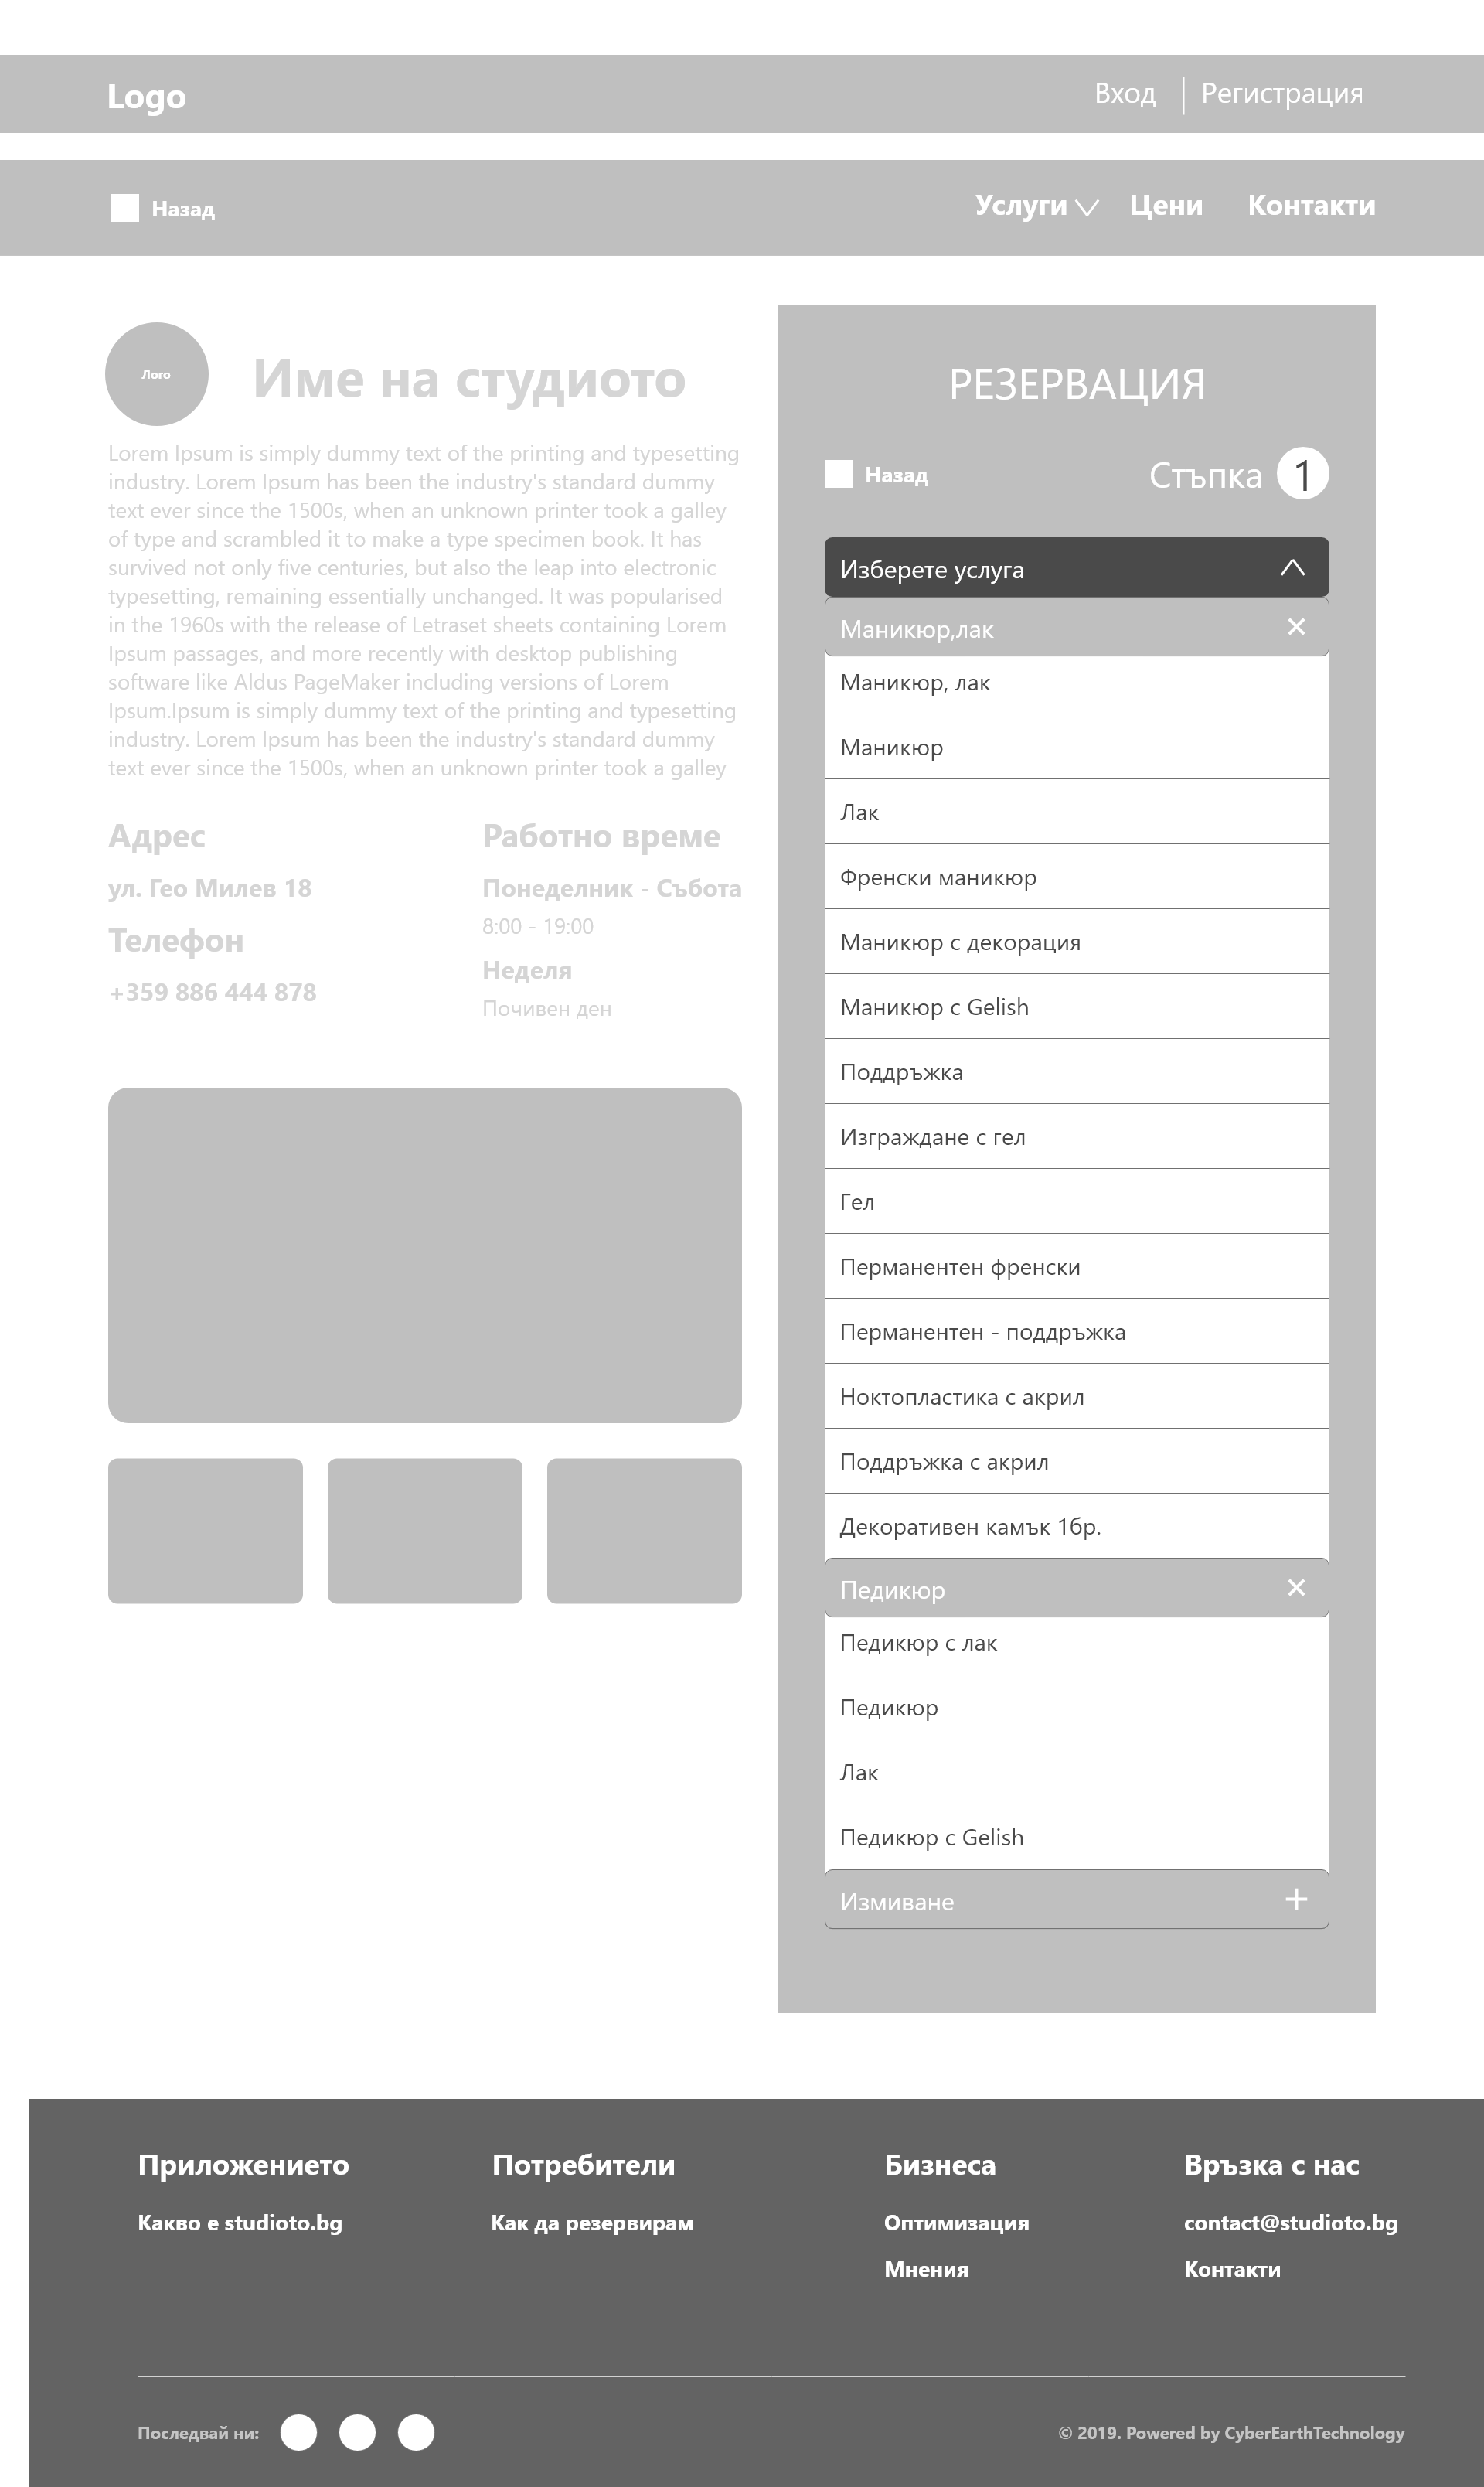 Logo
Вход
Регистрация
Назад
Услуги
Цени
Контакти
Лого
Име на студиото
Lorem Ipsum is simply dummy text of the printing and typesetting
industry. Lorem Ipsum has been the industry's standard dummy
text ever since the 1500s, when an unknown printer took a galley
of type and scrambled it to make a type specimen book. It has
survived not only five centuries, but also the leap into electronic
typesetting, remaining essentially unchanged. It was popularised
in the 1960s with the release of Letraset sheets containing Lorem
Ipsum passages, and more recently with desktop publishing
software like Aldus PageMaker including versions of Lorem
Ipsum.Ipsum is simply dummy text of the printing and typesetting
industry. Lorem Ipsum has been the industry's standard dummy
text ever since the 1500s, when an unknown printer took a galley
Адрес
ул. Гео Милев 18
Телефон
+359 886 444 878
Работно време
Понеделник - Събота
8:00 - 19:00
Неделя
Почивен ден
РЕЗЕРВАЦИЯ
Назад
Стъпка 1
Изберете услуга
Маникюр,лак
Маникюр, лак
Маникюр
Лак
Френски маникюр
Маникюр с декорация
Маникюр с Gelish
Поддръжка
Изграждане с гел
Гел
Перманентен френски
Перманентен - поддръжка
Ноктопластика с акрил
Поддръжка с акрил
Декоративен камък 1бр.
Педикюр
Педикюр с лак
Педикюр
Лак
Педикюр с Gelish
Измиване
Приложението
Какво е studioto.bg
Потребители
Как да резервирам
Бизнеса
Оптимизация
Мнения
Връзка с нас
contact@studioto.bg
Контакти
Последвай ни:
© 2019. Powered by CyberEarthTechnology